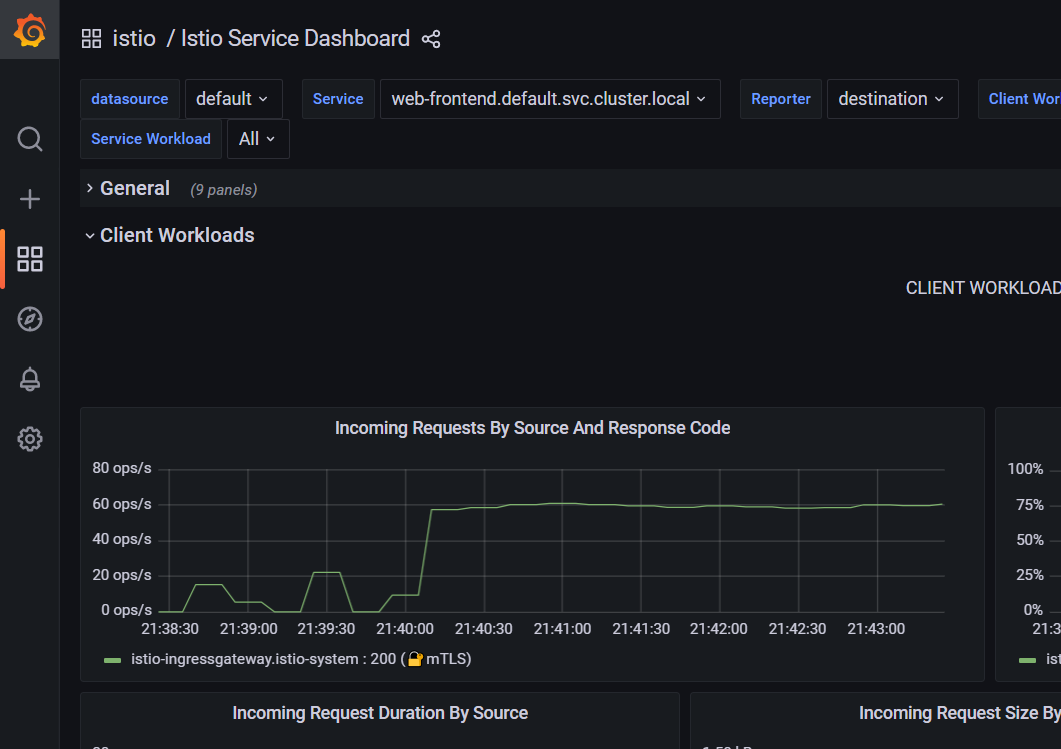 istio / Istio Service Dashboard
datasource default Service web-frontend.default.svc.cluster.local Reporter destination Client Wor
Service Workload All
General (9 panels)
Client Workloads
CLIENT WORKLOAD
Incoming Requests By Source And Response Code
80 ops/s
60 ops/s
40 ops/s
20 ops/s
0 ops/s
21:38:30 21:39:00 21:39:30 21:40:00 21:40:30 21:41:00 21:41:30 21:42:00 21:42:30 21:43:00
istio-ingressgateway.istio-system : 200 (🔐mTLS)
100%
75%
50%
25%
0%
21:3
ist
Incoming Request Duration By Source
Incoming Request Size By